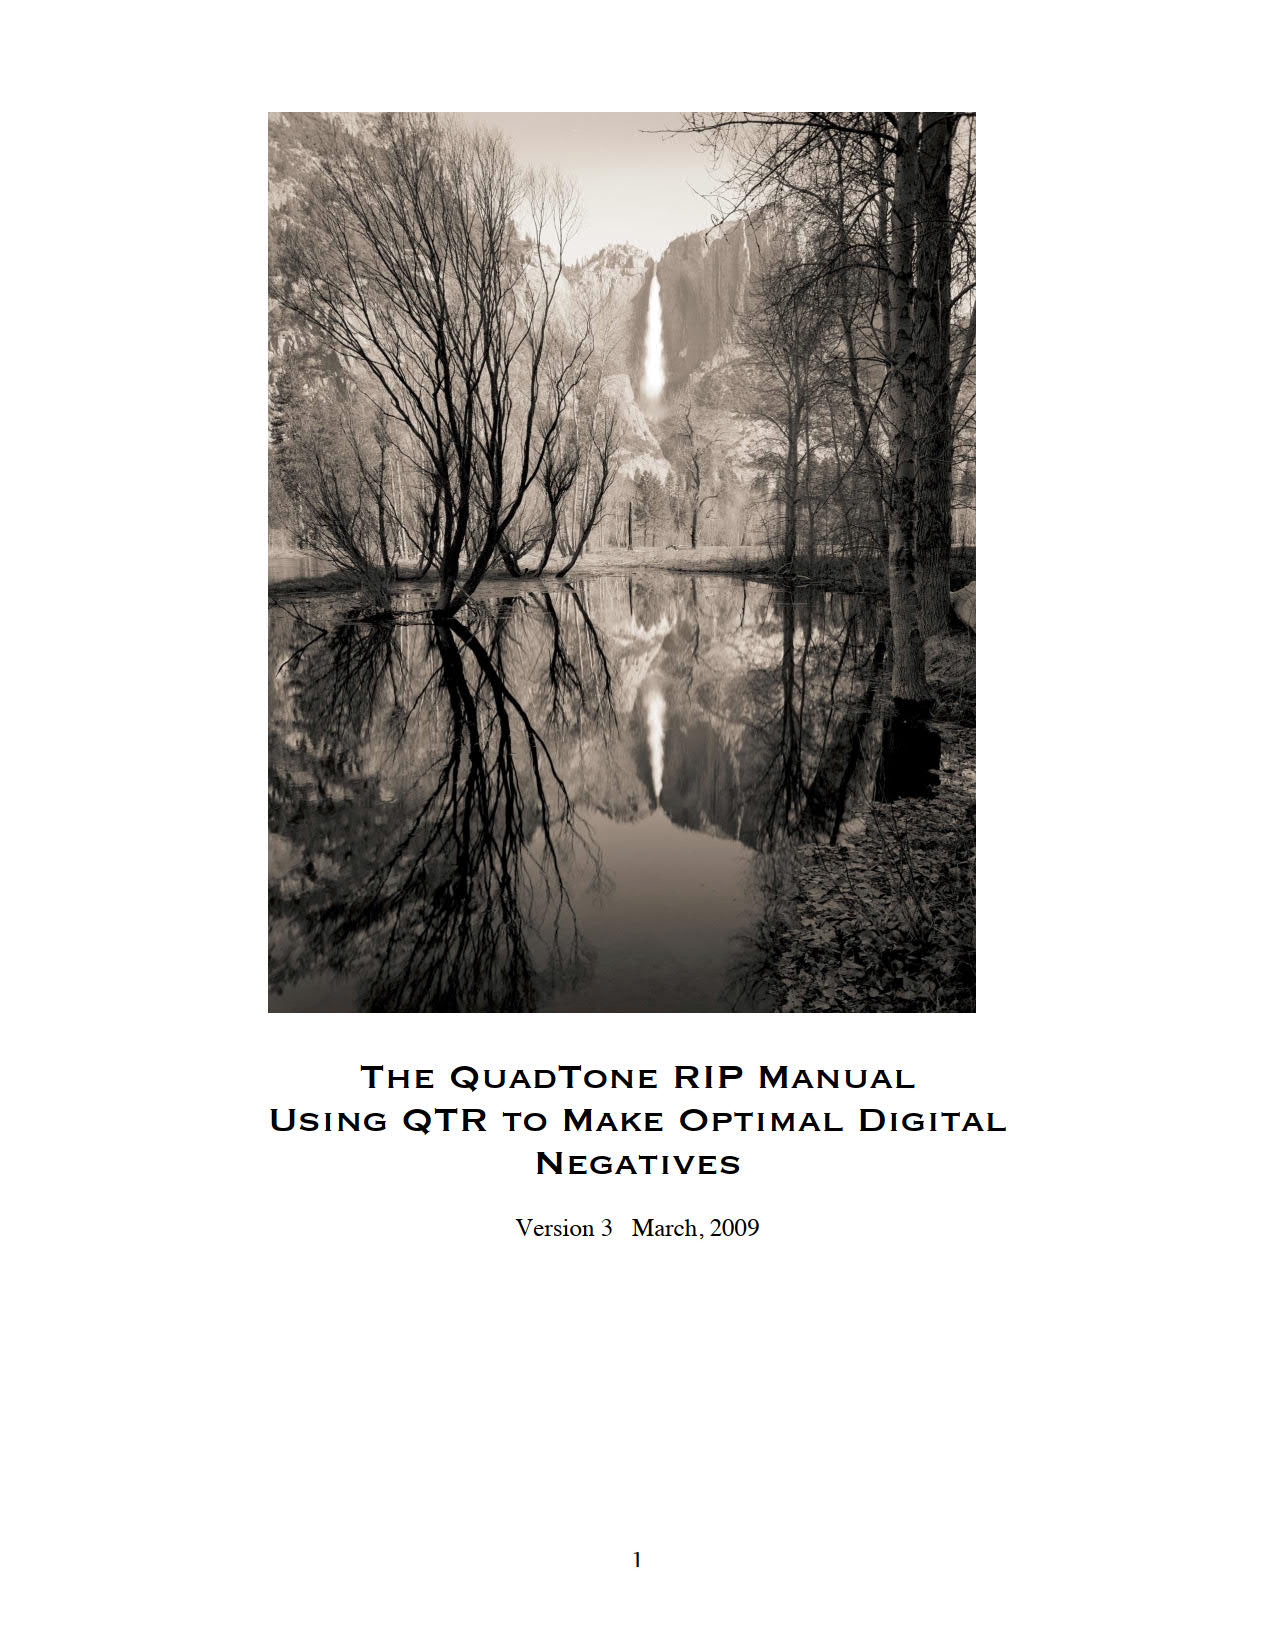 The QuadTone RIP Manual
Using QTR to Make Optimal Digital
Negatives
Version 3 March, 2009
1